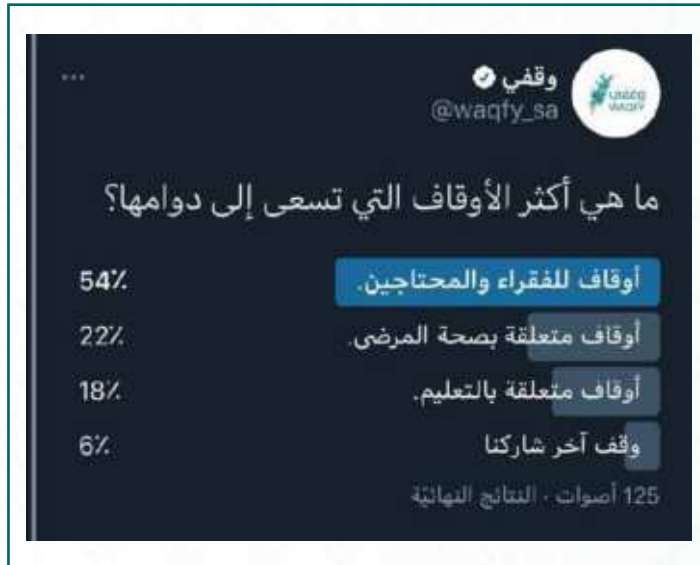 وقفي
@waqfy_sa
ما هي أكثر الأوقاف التي تسعى إلى دوامها؟
أوقاف للفقراء والمحتاجين. 54٪
أوقاف متعلقة بصحة المرضى. 22٪
أوقاف متعلقة بالتعليم. 18٪
وقف آخر شاركنا 6٪
125 أصوات · النتائج النهائيّة